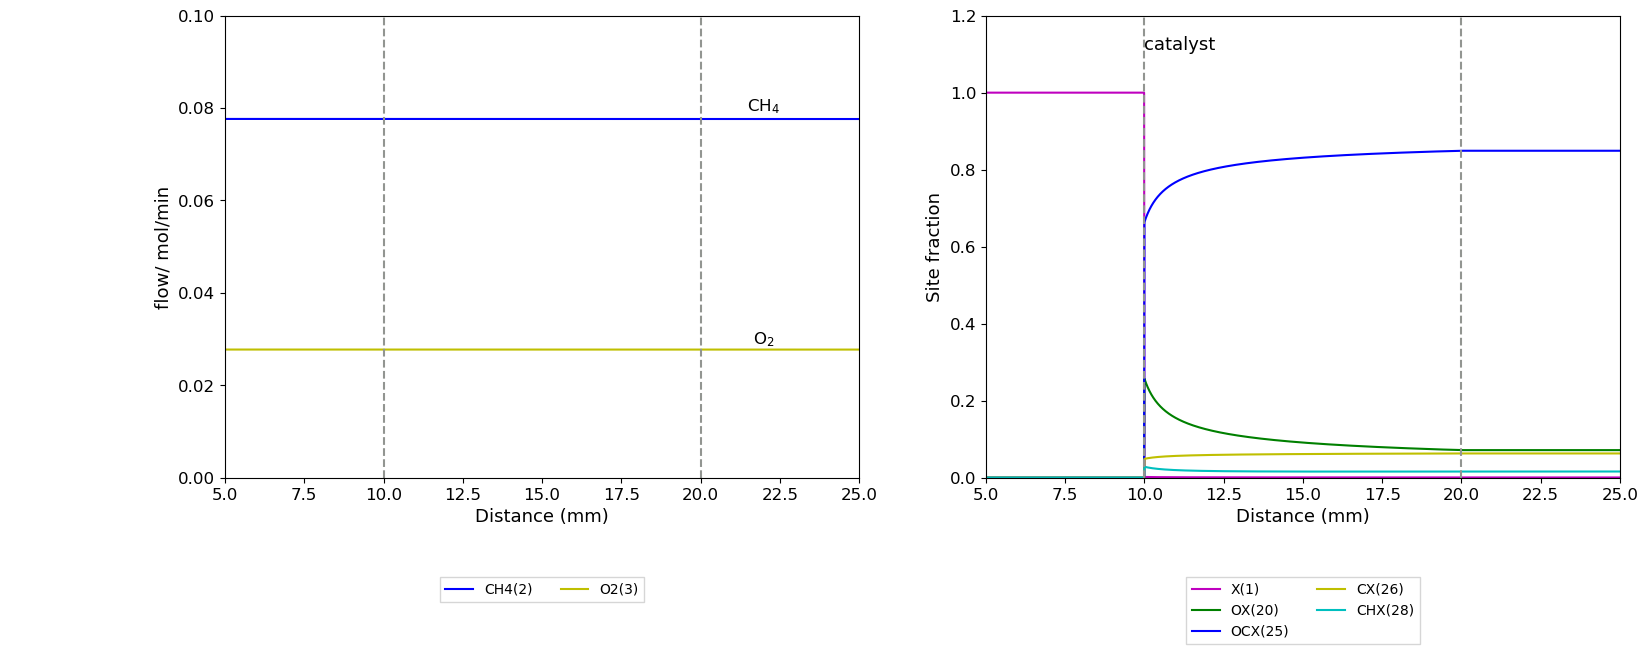 0.10
0.08
0.06
0.04
0.02
0.00
flow/ mol/min
CH₄
O₂
5.0 7.5 10.0 12.5 15.0 17.5 20.0 22.5 25.0
Distance (mm)
CH4(2) O2(3)
1.2
1.0
0.8
0.6
0.4
0.2
0.0
Site fraction
catalyst
5.0 7.5 10.0 12.5 15.0 17.5 20.0 22.5 25.0
Distance (mm)
X(1) CX(26)
OX(20) CHX(28)
OCX(25)